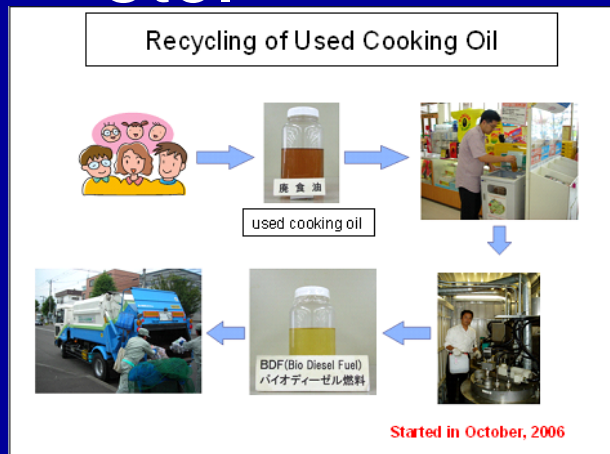 Recycling of Used Cooking Oil
廃食油
used cooking oil
BDF(Bio Diesel Fuel)
バイオディーゼル燃料
Started in October, 2006